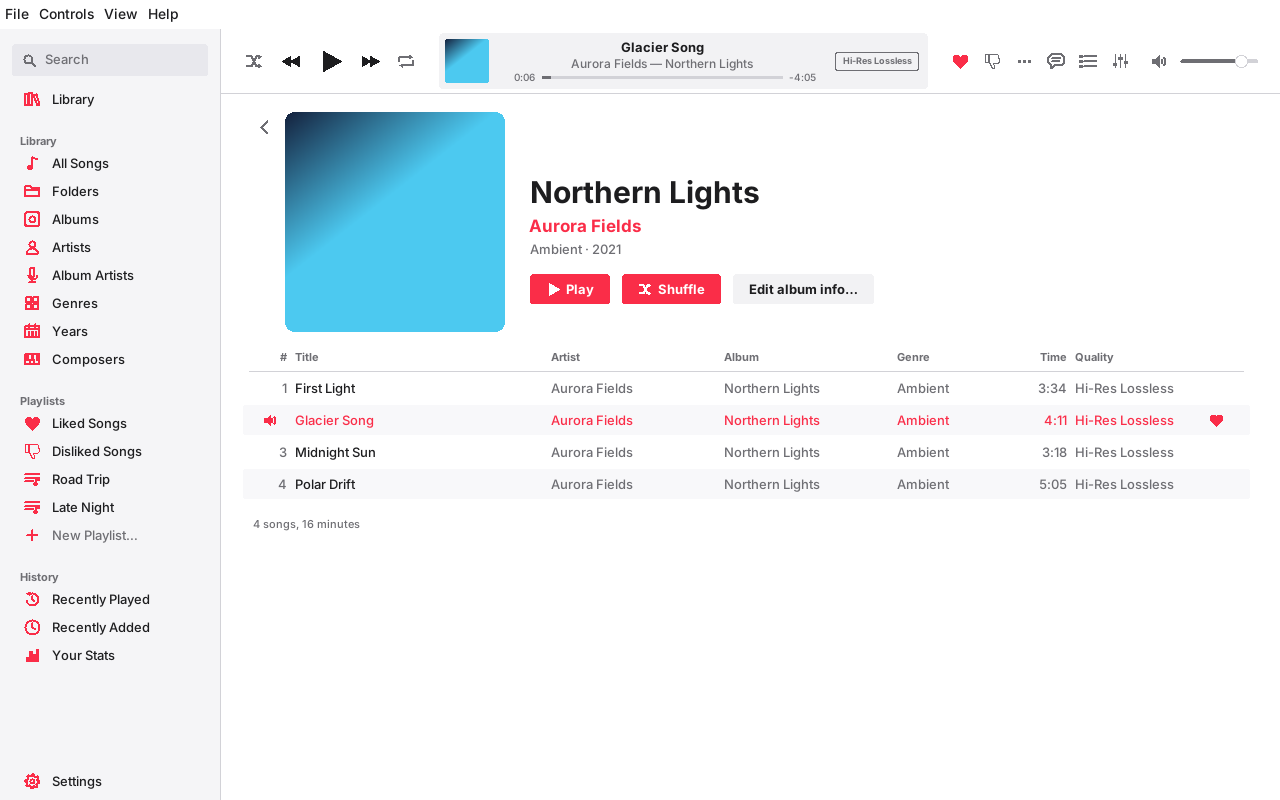 File Controls View Help
Search
Library
Library
All Songs
Folders
Albums
Artists
Album Artists
Genres
Years
Composers
Playlists
Liked Songs
Disliked Songs
Road Trip
Late Night
New Playlist...
History
Recently Played
Recently Added
Your Stats
Settings
Glacier Song
Aurora Fields — Northern Lights
0:06 -4:05
Hi-Res Lossless
Northern Lights
Aurora Fields
Ambient · 2021
Play Shuffle Edit album info...
# Title Artist Album Genre Time Quality
1 First Light Aurora Fields Northern Lights Ambient 3:34 Hi-Res Lossless
Glacier Song Aurora Fields Northern Lights Ambient 4:11 Hi-Res Lossless
3 Midnight Sun Aurora Fields Northern Lights Ambient 3:18 Hi-Res Lossless
4 Polar Drift Aurora Fields Northern Lights Ambient 5:05 Hi-Res Lossless
4 songs, 16 minutes